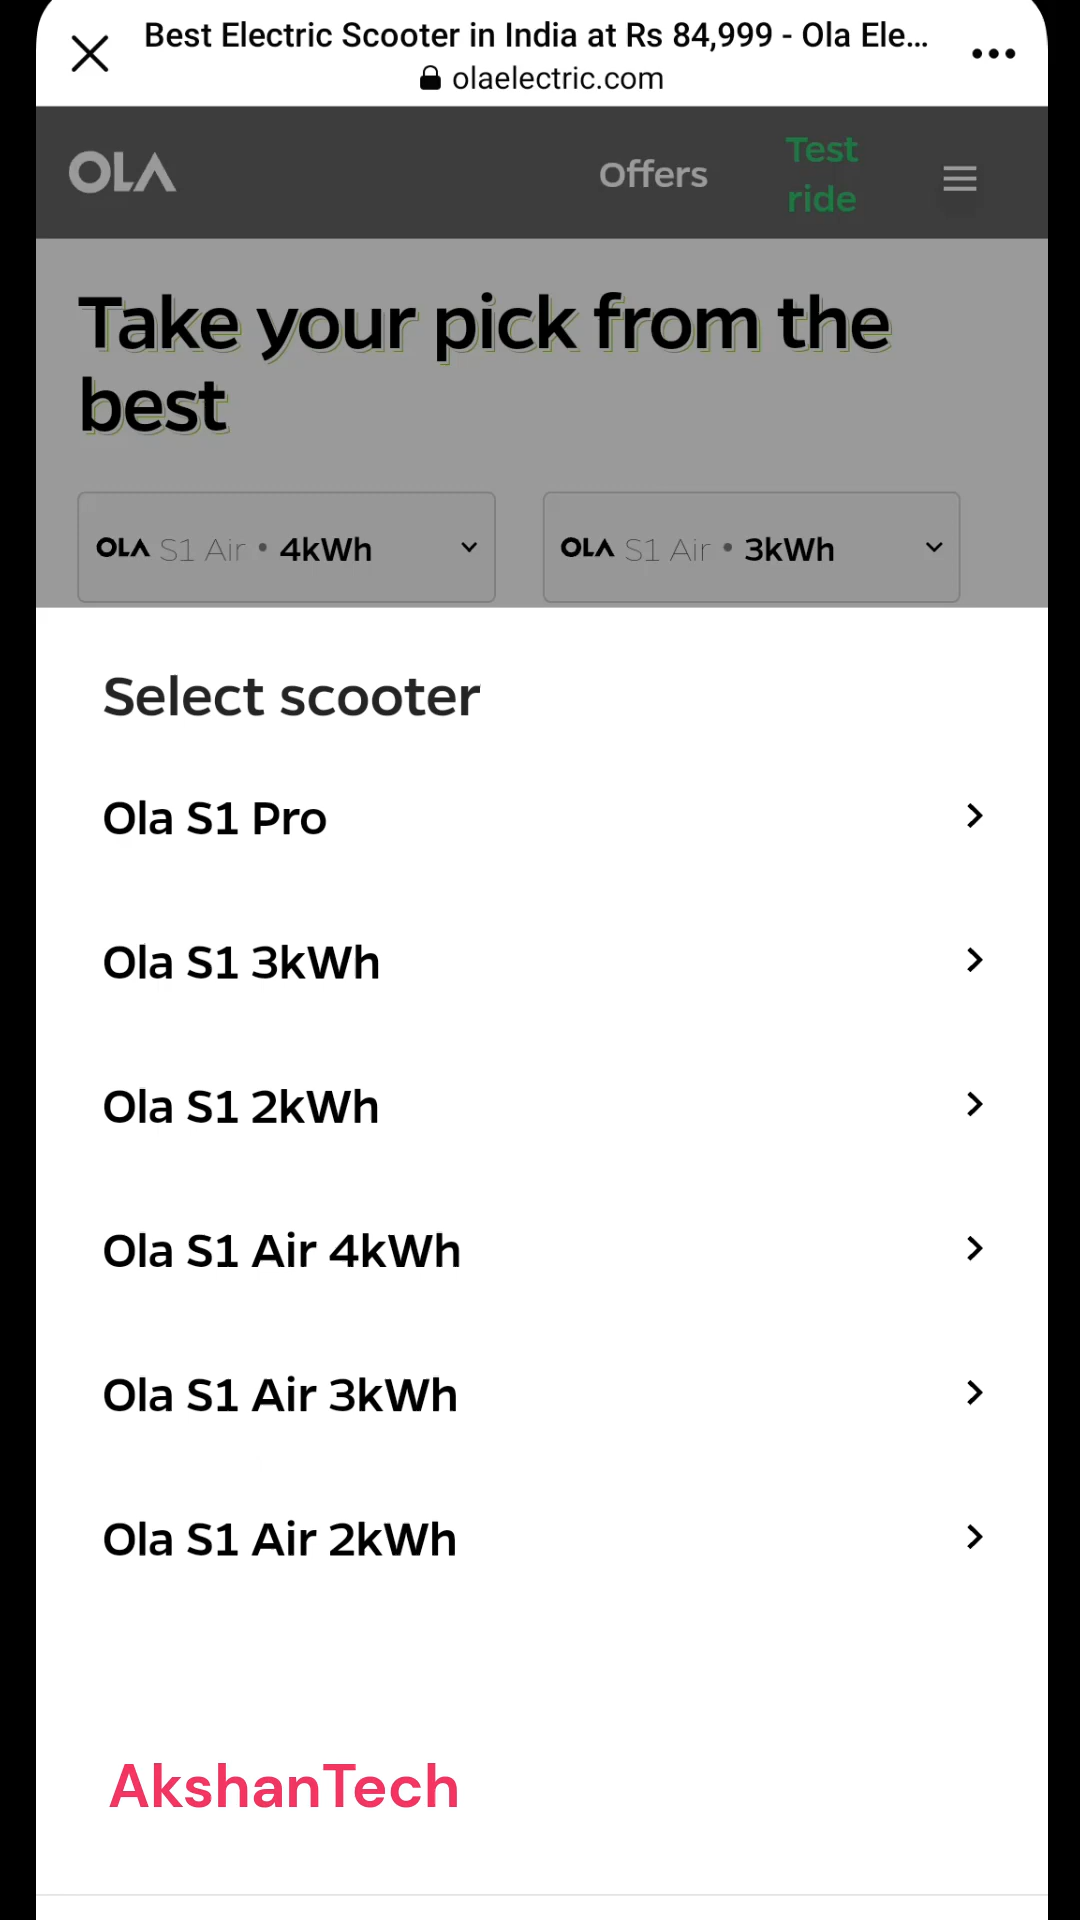 Best Electric Scooter in India at Rs 84,999 - Ola Ele...
olaelectric.com
OLA
Offers
Test
ride
Take your pick from the
best
OLA S1 Air • 4kWh
OLA S1 Air • 3kWh
Select scooter
Ola S1 Pro
Ola S1 3kWh
Ola S1 2kWh
Ola S1 Air 4kWh
Ola S1 Air 3kWh
Ola S1 Air 2kWh
AkshanTech